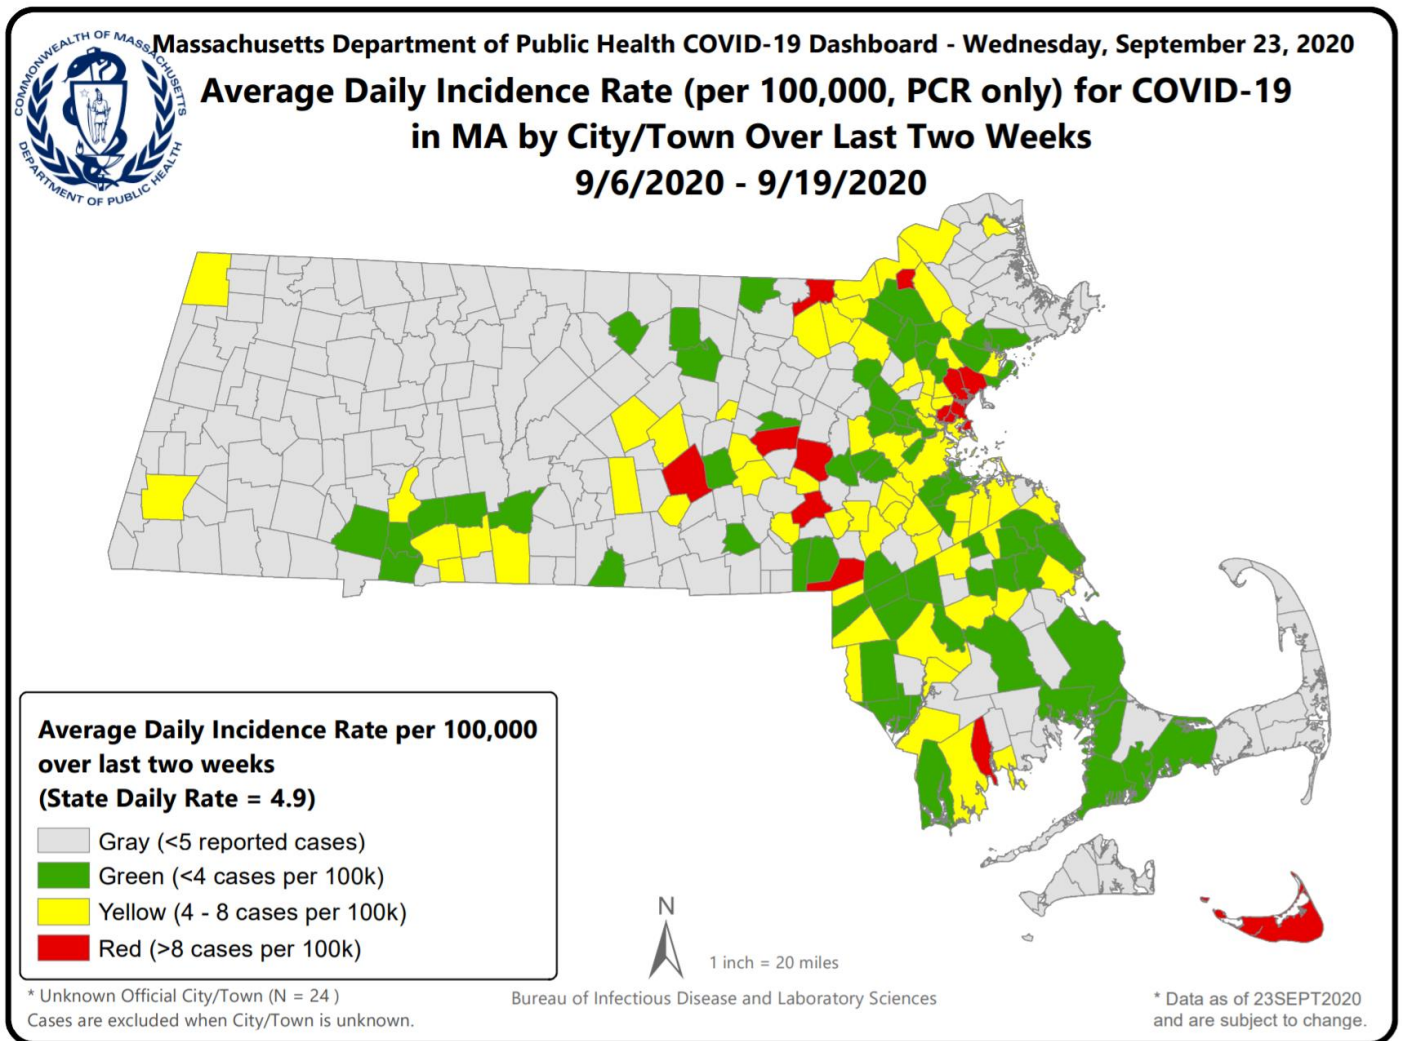 COMMONWEALTH OF MASSACHUSETTS
DEPARTMENT OF PUBLIC HEALTH
Massachusetts Department of Public Health COVID-19 Dashboard - Wednesday, September 23, 2020
Average Daily Incidence Rate (per 100,000, PCR only) for COVID-19
in MA by City/Town Over Last Two Weeks
9/6/2020 - 9/19/2020
Average Daily Incidence Rate per 100,000
over last two weeks
(State Daily Rate = 4.9)
Gray (<5 reported cases)
Green (<4 cases per 100k)
Yellow (4 - 8 cases per 100k)
Red (>8 cases per 100k)
* Unknown Official City/Town (N = 24 )
Cases are excluded when City/Town is unknown.
N
1 inch = 20 miles
Bureau of Infectious Disease and Laboratory Sciences
* Data as of 23SEPT2020
and are subject to change.